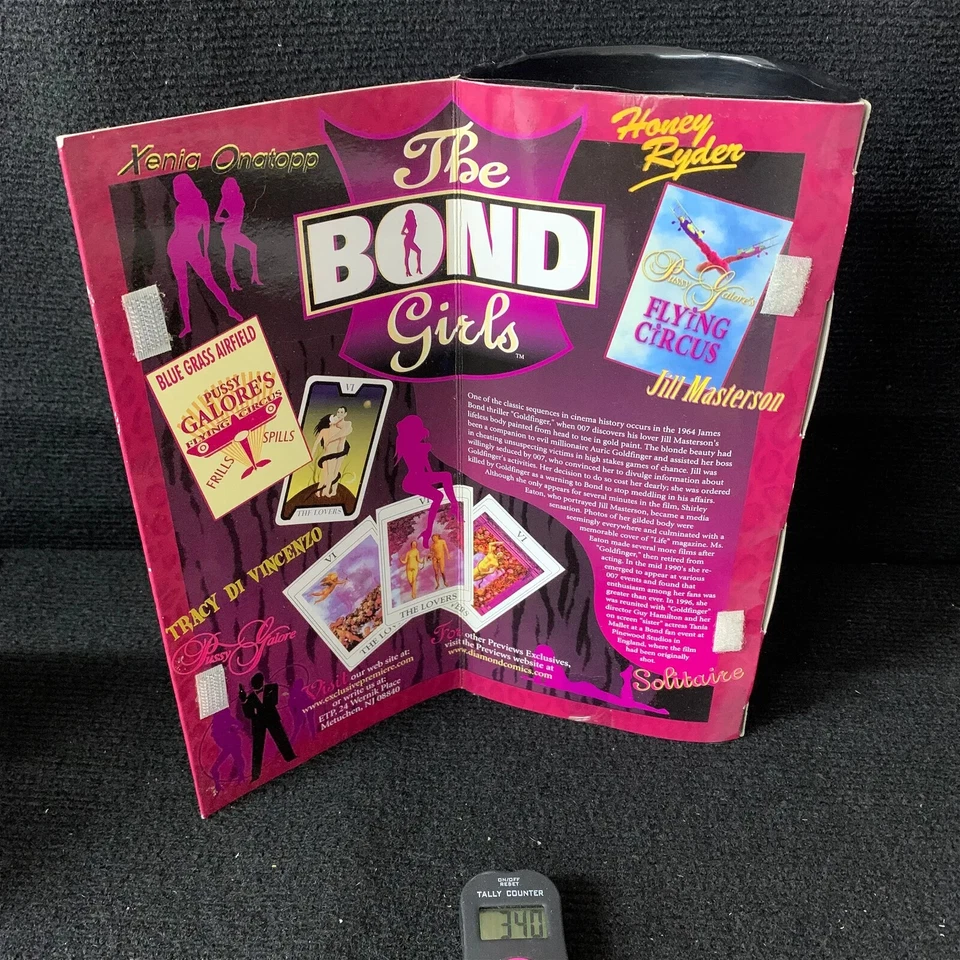 Xenia Onatopp
The
BOND
Girls
TM
Honey
Ryder
Pussy Galore's
FLYING
CIRCUS
Jill Masterson
BLUE GRASS AIRFIELD
PUSSY
GALORE'S
FLYING CIRCUS
FRILLS
SPILLS
VI
THE LOVERS
VI
VI
THE LOVERS
VI
One of the classic sequences in cinema history occurs in the 1964 James
Bond thriller "Goldfinger," when 007 discovers his lover Jill Masterson's
lifeless body painted from head to toe in gold paint. The blonde beauty had
been a companion to evil millionaire Auric Goldfinger and assisted her boss
in cheating unsuspecting victims in high stakes games of chance. Jill was
willingly seduced by 007, who convinced her to divulge information about
Goldfinger's activities. Her decision to do so cost her dearly; she was ordered
killed by Goldfinger as a warning to Bond to stop meddling in his affairs.
Although she only appears for several minutes in the film, Shirley
Eaton, who portrayed Jill Masterson, became a media
sensation. Photos of her gilded body were
seemingly everywhere and culminated with a
memorable cover of "Life" magazine. Ms.
Eaton made several more films after
"Goldfinger," then retired from
acting. In the mid 1990's she re-
emerged to appear at various
007 events and found that
enthusiasm among her fans was
greater than ever. In 1996, she
was reunited with "Goldfinger"
director Guy Hamilton and her
on screen "sister" actress Tania
Mallet at a Bond fan event at
Pinewood Studios in
England, where the film
had been originally
shot.
TRACY DI VINCENZO
Pussy Galore
Visit our web site at:
www.exclusivepremiere.com
or write us at:
ETP, 24 Wernik Place
Metuchen, NJ 08840
For other Previews Exclusives,
visit the Previews website at
www.diamondcomics.com
Solitaire
ON/OFF
RESET
TALLY COUNTER
340